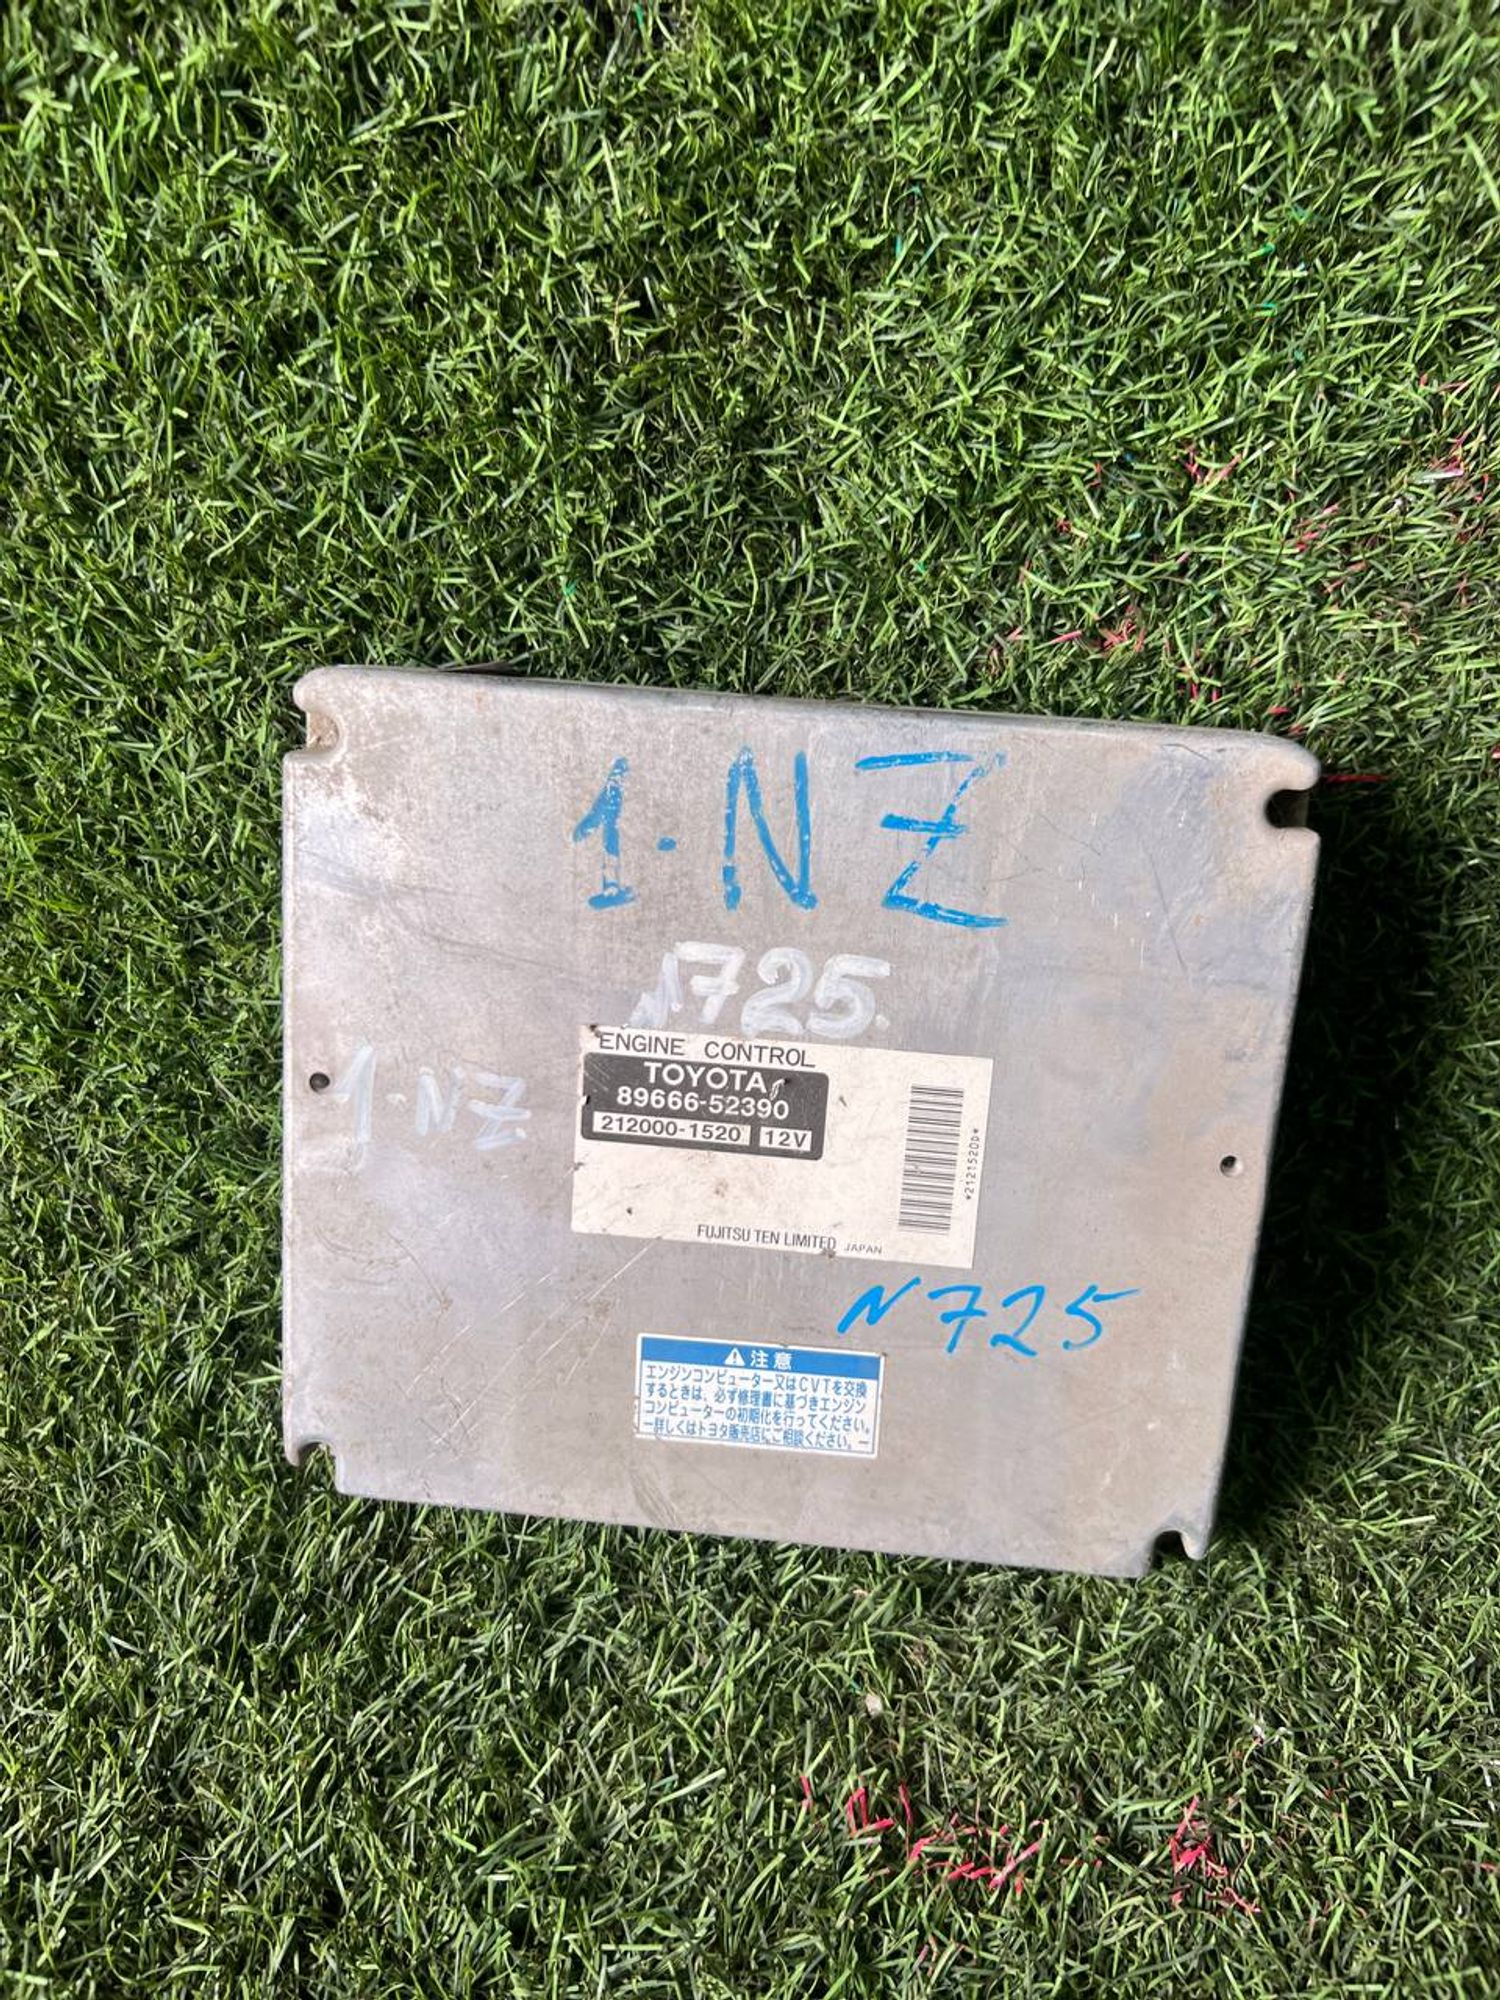 1·NZ
N725.
ENGINE CONTROL
TOYOTA
89666-52390
212000-1520 12V
1-NZ
*2121520D*
FUJITSU TEN LIMITED JAPAN
N725
注意
エンジンコンピューター又はCVTを交換
するときは、必ず修理書に基づきエンジン
コンピューターの初期化を行ってください。
ー詳しくはトヨタ販売店にご相談ください。ー